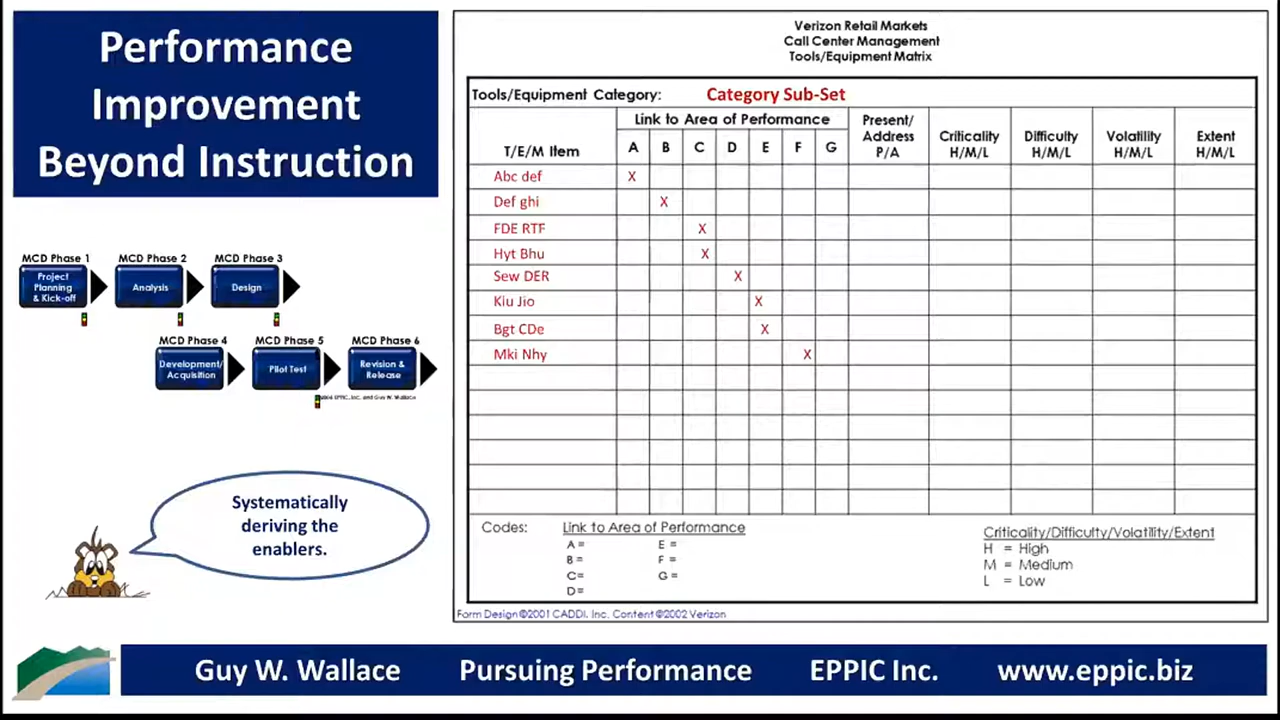 Performance
Improvement
Beyond Instruction
MCD Phase 1
MCD Phase 2
MCD Phase 3
Project
Planning
& Kick-off
Analysis
Design
MCD Phase 4
MCD Phase 5
MCD Phase 6
Development/
Acquisition
Pilot Test
Revision &
Release
EPPIC, Inc. and Guy W. Wallace
Systematically
deriving the
enablers.
Verizon Retail Markets
Call Center Management
Tools/Equipment Matrix
Tools/Equipment Category: Category Sub-Set
T/E/M Item
Link to Area of Performance
A B C D E F G
Present/
Address
P/A
Criticality
H/M/L
Difficulty
H/M/L
Volatility
H/M/L
Extent
H/M/L
Abc def X
Def ghi X
FDE RTF X
Hyt Bhu X
Sew DER X
Kiu Jio X
Bgt CDe X
Mki Nhy X
Codes:
Link to Area of Performance
A = E =
B = F =
C= G =
D=
Criticality/Difficulty/Volatility/Extent
H = High
M = Medium
L = Low
Form Design ©2001 CADDI, Inc. Content ©2002 Verizon
Guy W. Wallace Pursuing Performance EPPIC Inc. www.eppic.biz